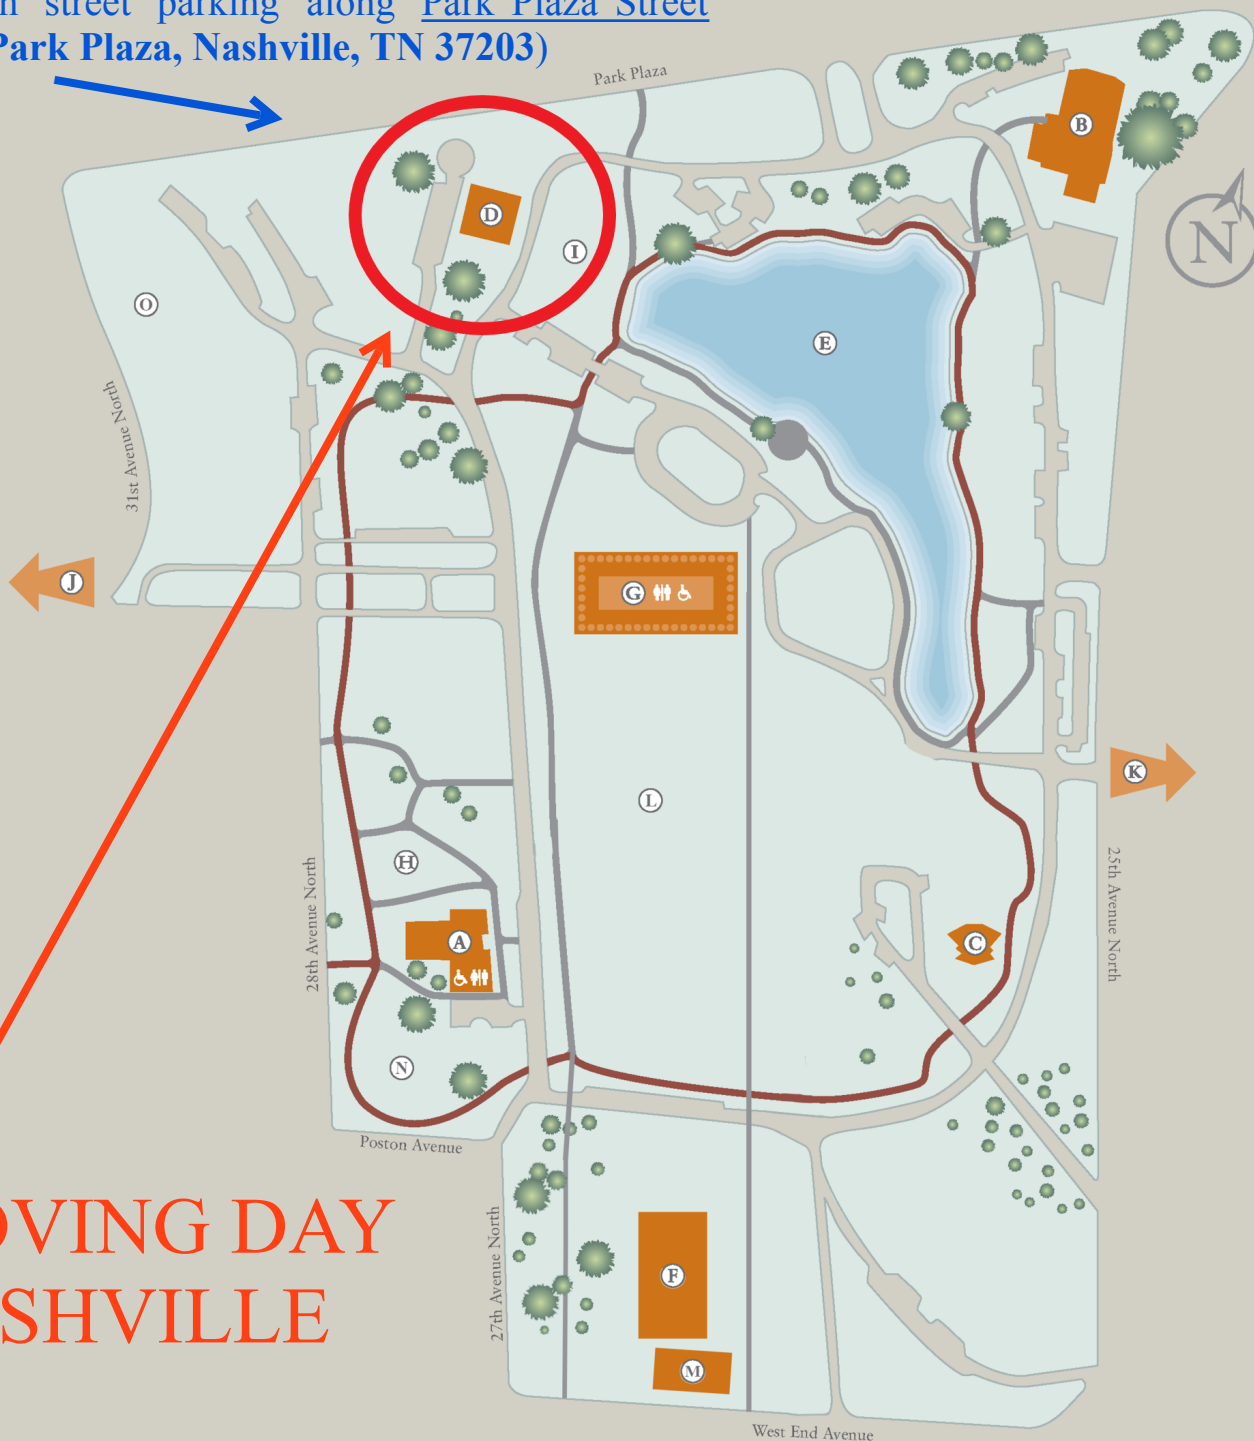 street parking along Park Plaza Street
Park Plaza, Nashville, TN 37203)
Park Plaza
B
D
N
I
O
E
31st Avenue North
J
G
K
L
H
28th Avenue North
25th Avenue North
A
C
N
Poston Avenue
OVING DAY
SHVILLE
27th Avenue North
F
M
West End Avenue